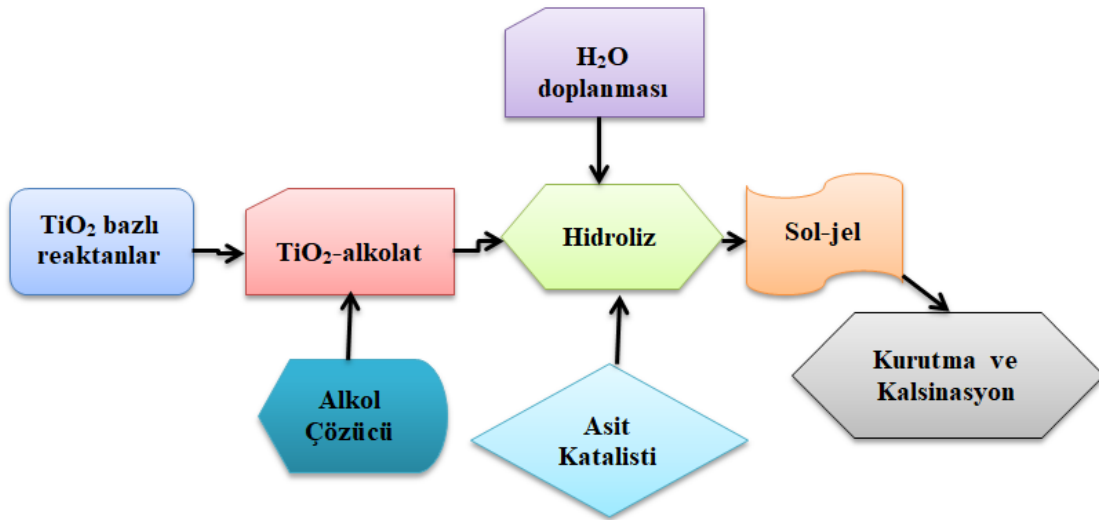 H₂O
doplanması
TiO₂ bazlı
reaktanlar
TiO₂-alkolat
Hidroliz
Sol-jel
Alkol
Çözücü
Asit
Katalisti
Kurutma ve
Kalsinasyon